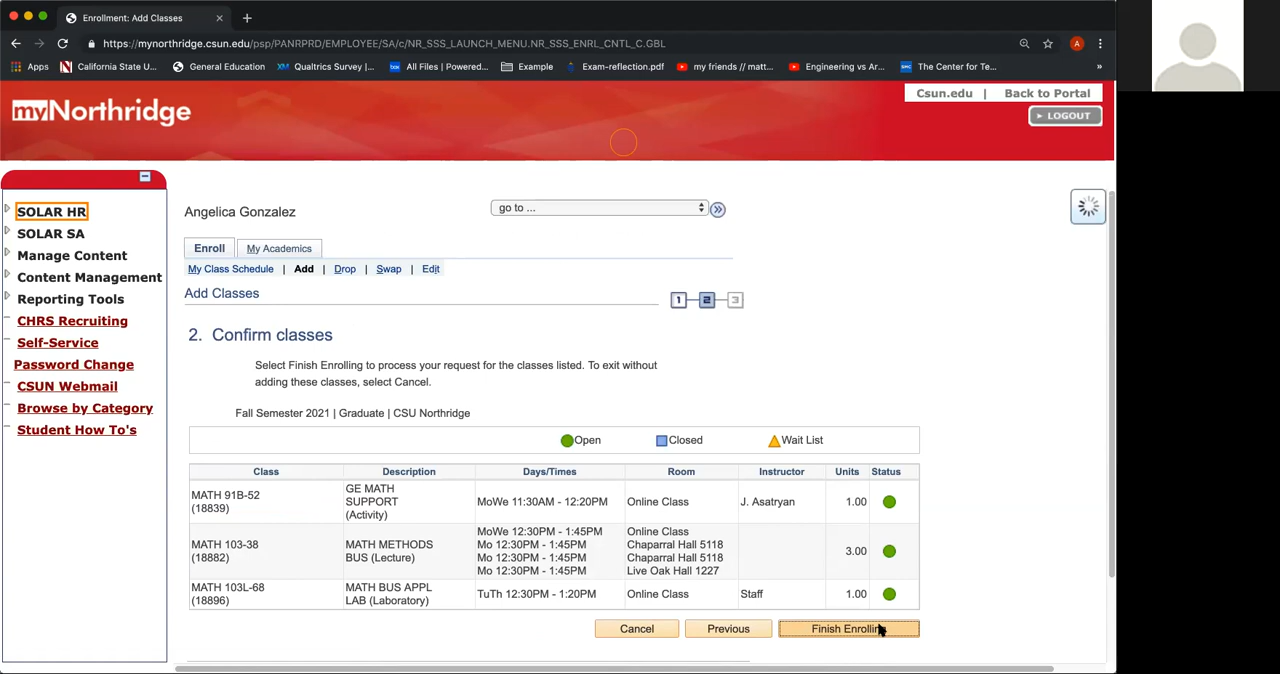 Enrollment: Add Classes
https://mynorthridge.csun.edu/psp/PANRPRD/EMPLOYEE/SA/c/NR_SSS_LAUNCH_MENU.NR_SSS_ENRL_CNTL_C.GBL
A
Apps California State U... General Education XM Qualtrics Survey |... box All Files | Powered... Example Exam-reflection.pdf my friends // matt... Engineering vs Ar... The Center for Te... »
myNorthridge
Csun.edu | Back to Portal
LOGOUT
SOLAR HR
SOLAR SA
Manage Content
Content Management
Reporting Tools
CHRS Recruiting
Self-Service
Password Change
CSUN Webmail
Browse by Category
Student How To's
Angelica Gonzalez
go to ...
Enroll My Academics
My Class Schedule | Add | Drop | Swap | Edit
Add Classes
1 2 3
2. Confirm classes
Select Finish Enrolling to process your request for the classes listed. To exit without
adding these classes, select Cancel.
Fall Semester 2021 | Graduate | CSU Northridge
Open Closed Wait List
Class Description Days/Times Room Instructor Units Status
MATH 91B-52
(18839)
GE MATH
SUPPORT
(Activity)
MoWe 11:30AM - 12:20PM
Online Class
J. Asatryan
1.00
MATH 103-38
(18882)
MATH METHODS
BUS (Lecture)
MoWe 12:30PM - 1:45PM
Mo 12:30PM - 1:45PM
Mo 12:30PM - 1:45PM
Mo 12:30PM - 1:45PM
Online Class
Chaparral Hall 5118
Chaparral Hall 5118
Live Oak Hall 1227
3.00
MATH 103L-68
(18896)
MATH BUS APPL
LAB (Laboratory)
TuTh 12:30PM - 1:20PM
Online Class
Staff
1.00
Cancel Previous Finish Enrolling